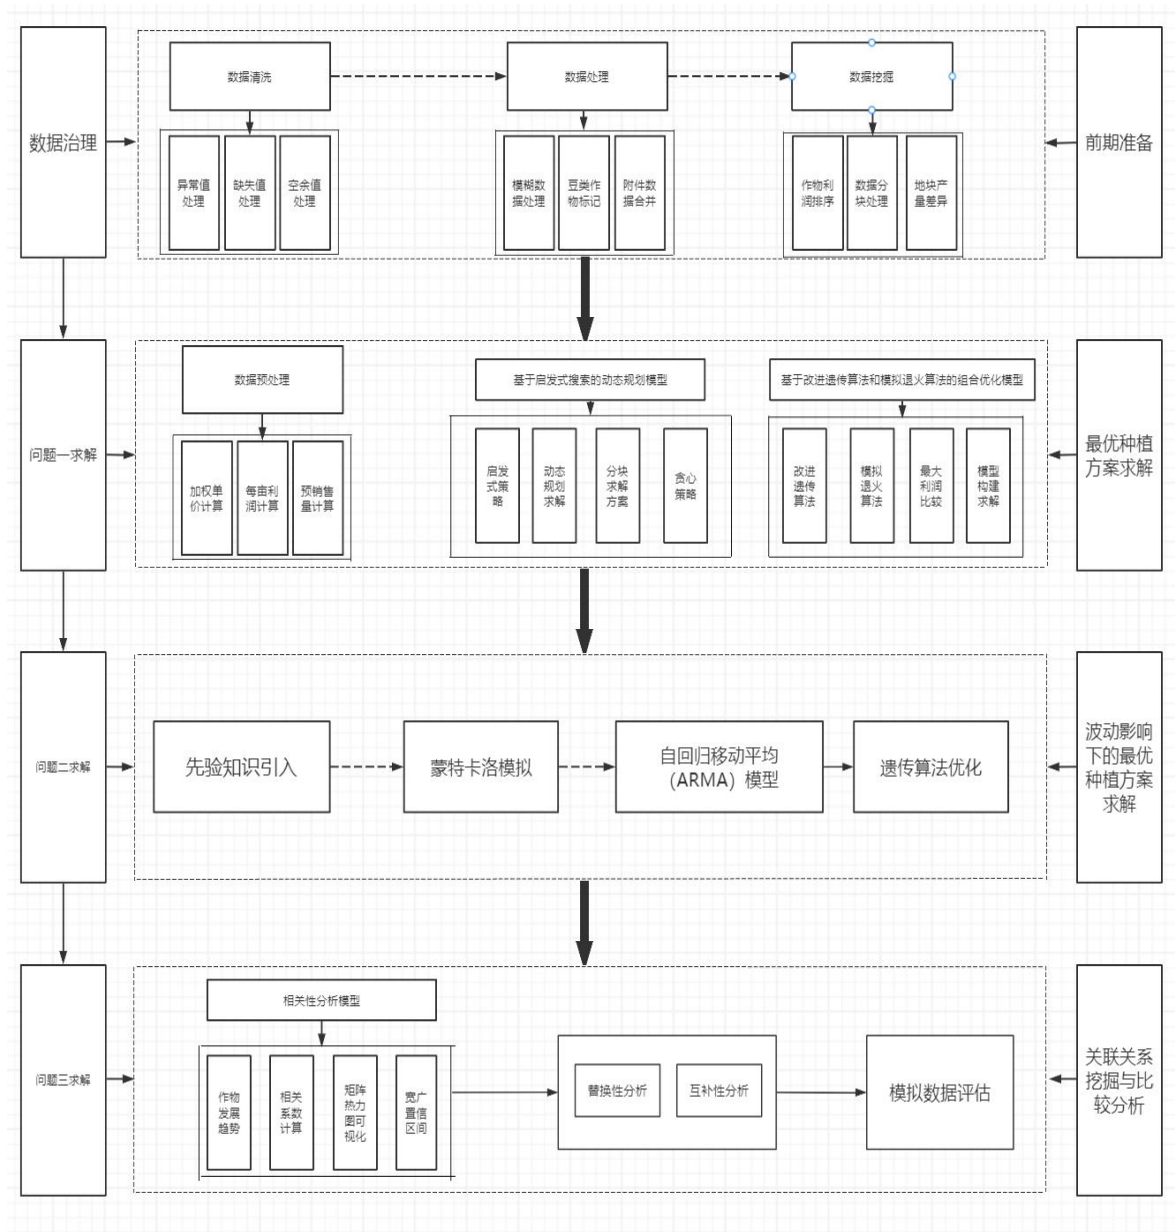 数据治理
数据清洗
数据处理
数据挖掘
异常值
处理
缺失值
处理
空余值
处理
模糊数
据处理
豆类作
物标记
附件数
据合并
作物利
润排序
数据分
块处理
地块产
量差异
前期准备
问题一求解
数据预处理
基于启发式搜索的动态规划模型
基于改进遗传算法和模拟退火算法的组合优化模型
加权单
价计算
每亩利
润计算
预销售
量计算
启发
式策
略
动态
规划求
解
分块
求解
方案
贪心
策略
改进
遗传
算法
模拟
退火
算法
最大
利润
比较
模型
构建
求解
最优种植
方案求解
问题二求解
先验知识引入
蒙特卡洛模拟
自回归移动平均
（ARMA）模型
遗传算法优化
波动影响
下的最优
种植方案
求解
问题三求解
相关性分析模型
作物
发展
趋势
相关
系数
计算
矩阵
热力
图可
视化
宽广
置信
区间
替换性分析
互补性分析
模拟数据评估
关联关系
挖掘与比
较分析